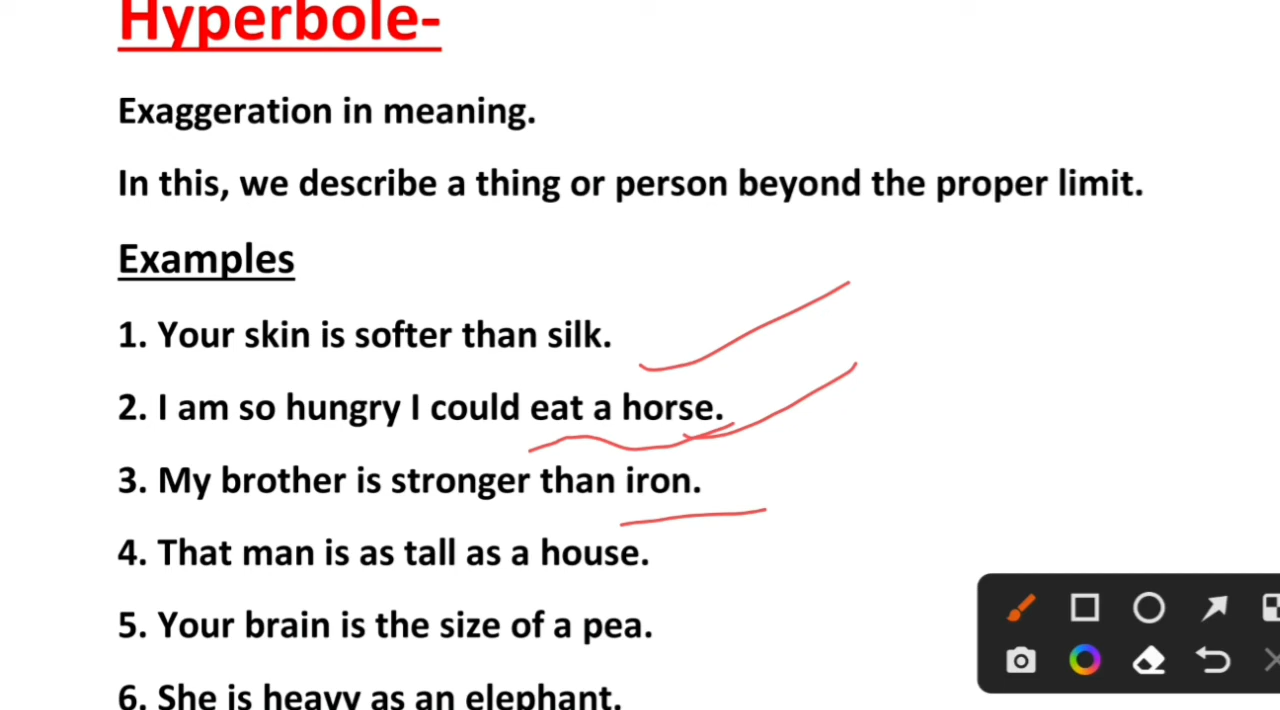 Hyperbole-
Exaggeration in meaning.
In this, we describe a thing or person beyond the proper limit.
Examples
1. Your skin is softer than silk.
2. I am so hungry I could eat a horse.
3. My brother is stronger than iron.
4. That man is as tall as a house.
5. Your brain is the size of a pea.
6. She is heavy as an elephant.